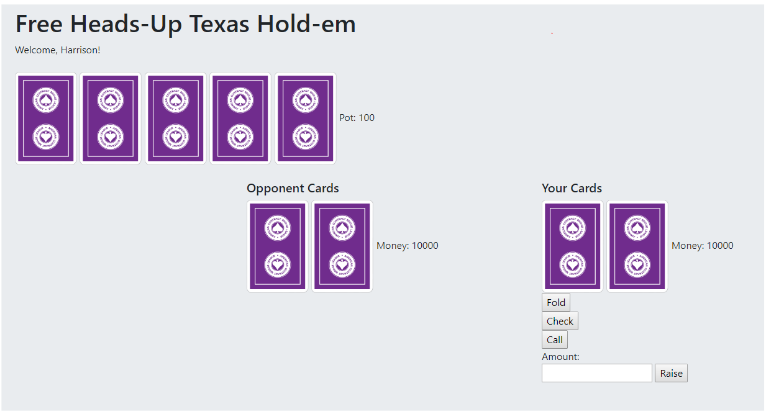 Free Heads-Up Texas Hold-em
Welcome, Harrison!
Pot: 100
Opponent Cards
Money: 10000
Your Cards
Money: 10000
Fold
Check
Call
Amount:
Raise